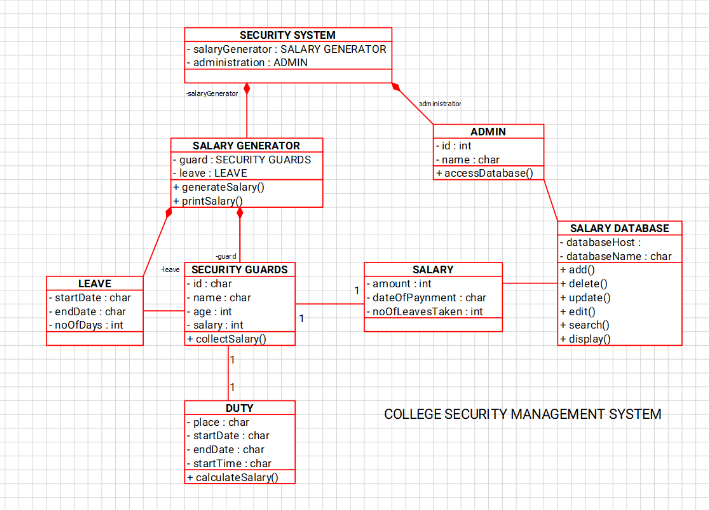 SECURITY SYSTEM
- salaryGenerator : SALARY GENERATOR
- administration : ADMIN
-salaryGenerator
administration
ADMIN
- id : int
- name : char
+ accessDatabase()
SALARY GENERATOR
- guard : SECURITY GUARDS
- leave : LEAVE
+ generateSalary()
+ printSalary()
-leave
-guard
SALARY DATABASE
- databaseHost :
- databaseName : char
+ add()
+ delete()
+ update()
+ edit()
+ search()
+ display()
LEAVE
- startDate : char
- endDate : char
- noOfDays : int
SECURITY GUARDS
- id : char
- name : char
- age : int
- salary : int
+ collectSalary()
1
1
SALARY
- amount : int
- dateOfPaynment : char
- noOfLeavesTaken : int
1
1
DUTY
- place : char
- startDate : char
- endDate : char
- startTime : char
+ calculateSalary()
COLLEGE SECURITY MANAGEMENT SYSTEM